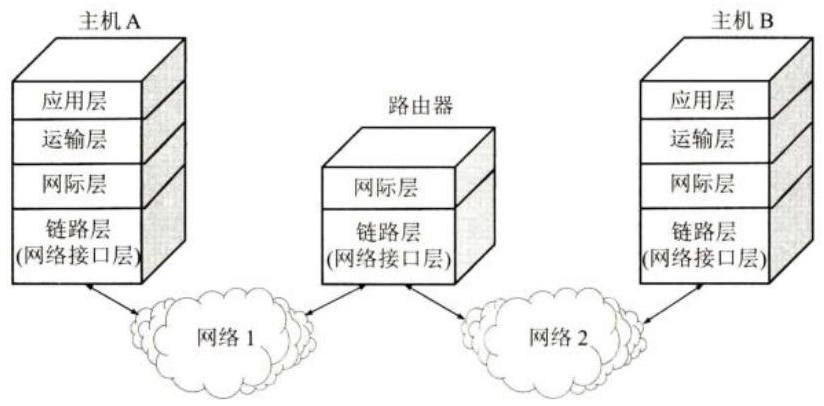 主机 A
主机 B
路由器
应用层
运输层
网际层
链路层
(网络接口层)
网际层
链路层
(网络接口层)
应用层
运输层
网际层
链路层
(网络接口层)
网络 1
网络 2